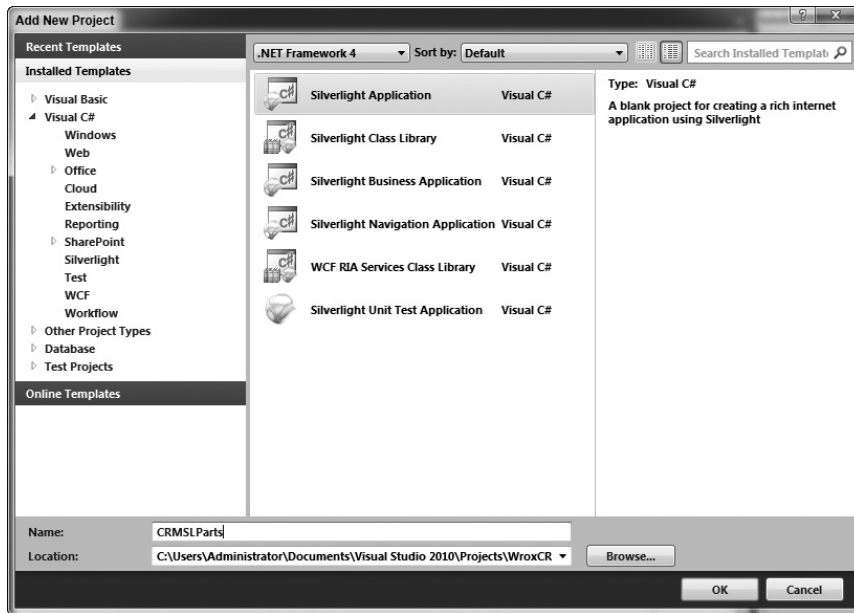 Add New Project
Recent Templates
Installed Templates
Visual Basic
Visual C#
Windows
Web
Office
Cloud
Extensibility
Reporting
SharePoint
Silverlight
Test
WCF
Workflow
Other Project Types
Database
Test Projects
Online Templates
.NET Framework 4 Sort by: Default Search Installed
Silverlight Application Visual C#
Silverlight Class Library Visual C#
Silverlight Business Application Visual C#
Silverlight Navigation Application Visual C#
WCF RIA Services Class Library Visual C#
Silverlight Unit Test Application Visual C#
Type: Visual C#
A blank project for creating a rich internet
application using Silverlight
Name: CRMSLParts
Location: C:\Users\Administrator\Documents\Visual Studio 2010\Projects\WroxCR Browse...
OK Cancel